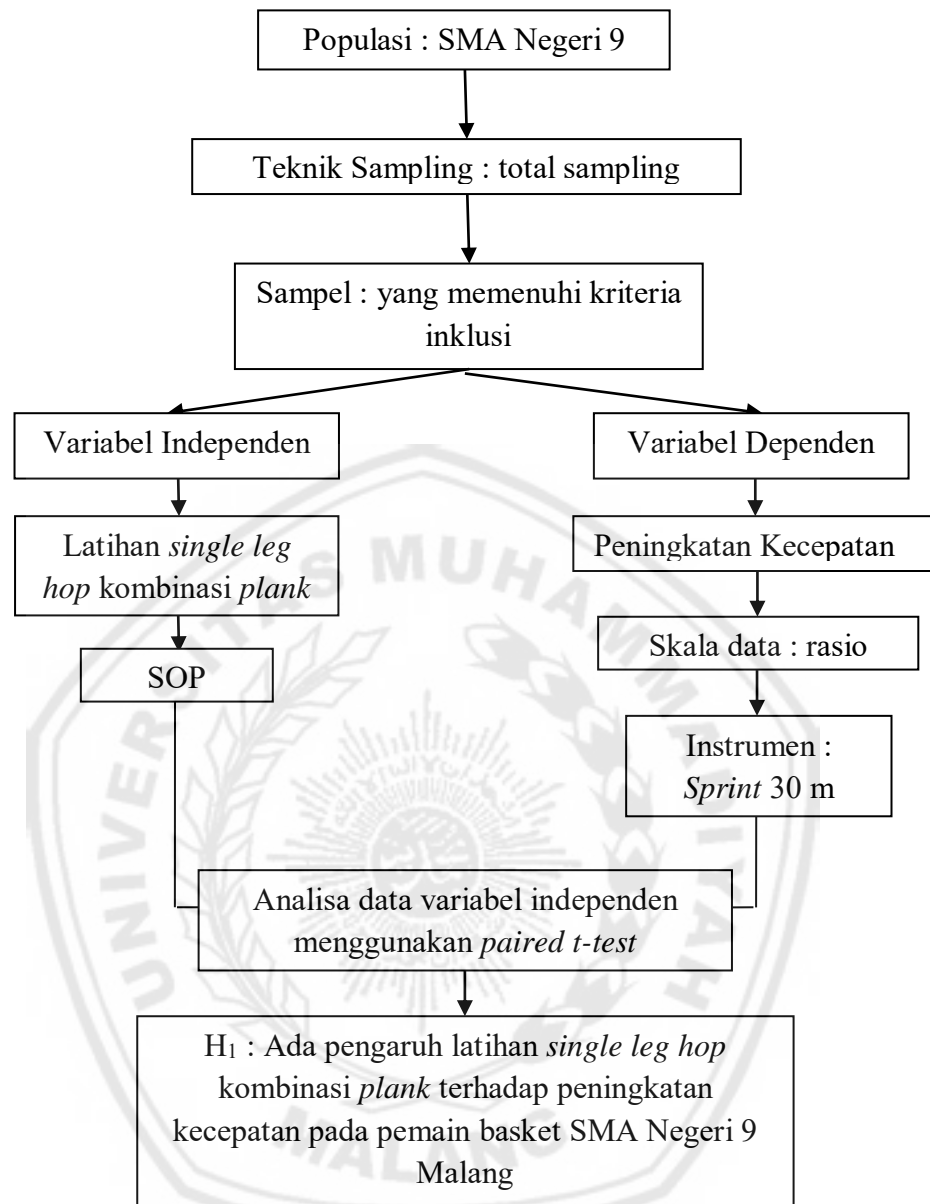 Populasi : SMA Negeri 9
Teknik Sampling : total sampling
Sampel : yang memenuhi kriteria
inklusi
Variabel Independen
Variabel Dependen
Latihan single leg
hop kombinasi plank
Peningkatan Kecepatan
SOP
Skala data : rasio
Instrumen :
Sprint 30 m
Analisa data variabel independen
menggunakan paired t-test
H₁ : Ada pengaruh latihan single leg hop
kombinasi plank terhadap peningkatan
kecepatan pada pemain basket SMA Negeri 9
Malang
UNIVERSITAS MUHAMMADIYAH
MALANG